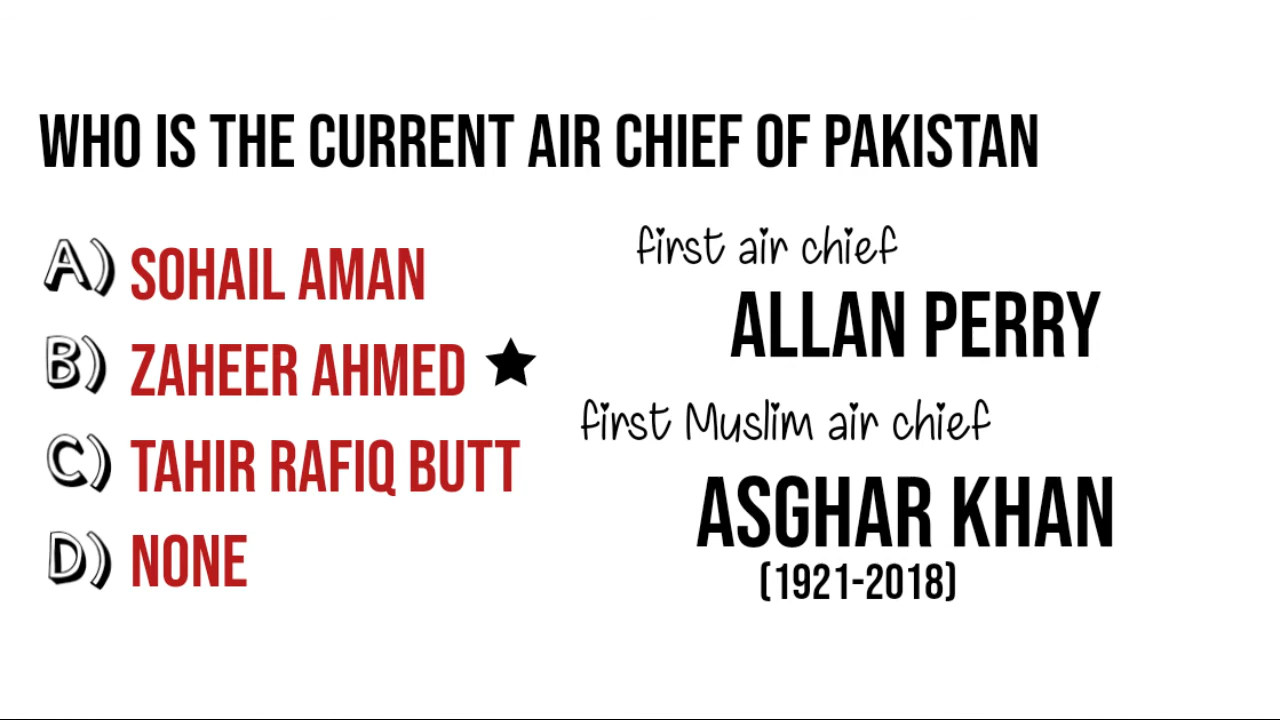 WHO IS THE CURRENT AIR CHIEF OF PAKISTAN
A) SOHAIL AMAN
B) ZAHEER AHMED
C) TAHIR RAFIQ BUTT
D) NONE
first air chief
ALLAN PERRY
first Muslim air chief
ASGHAR KHAN
(1921-2018)